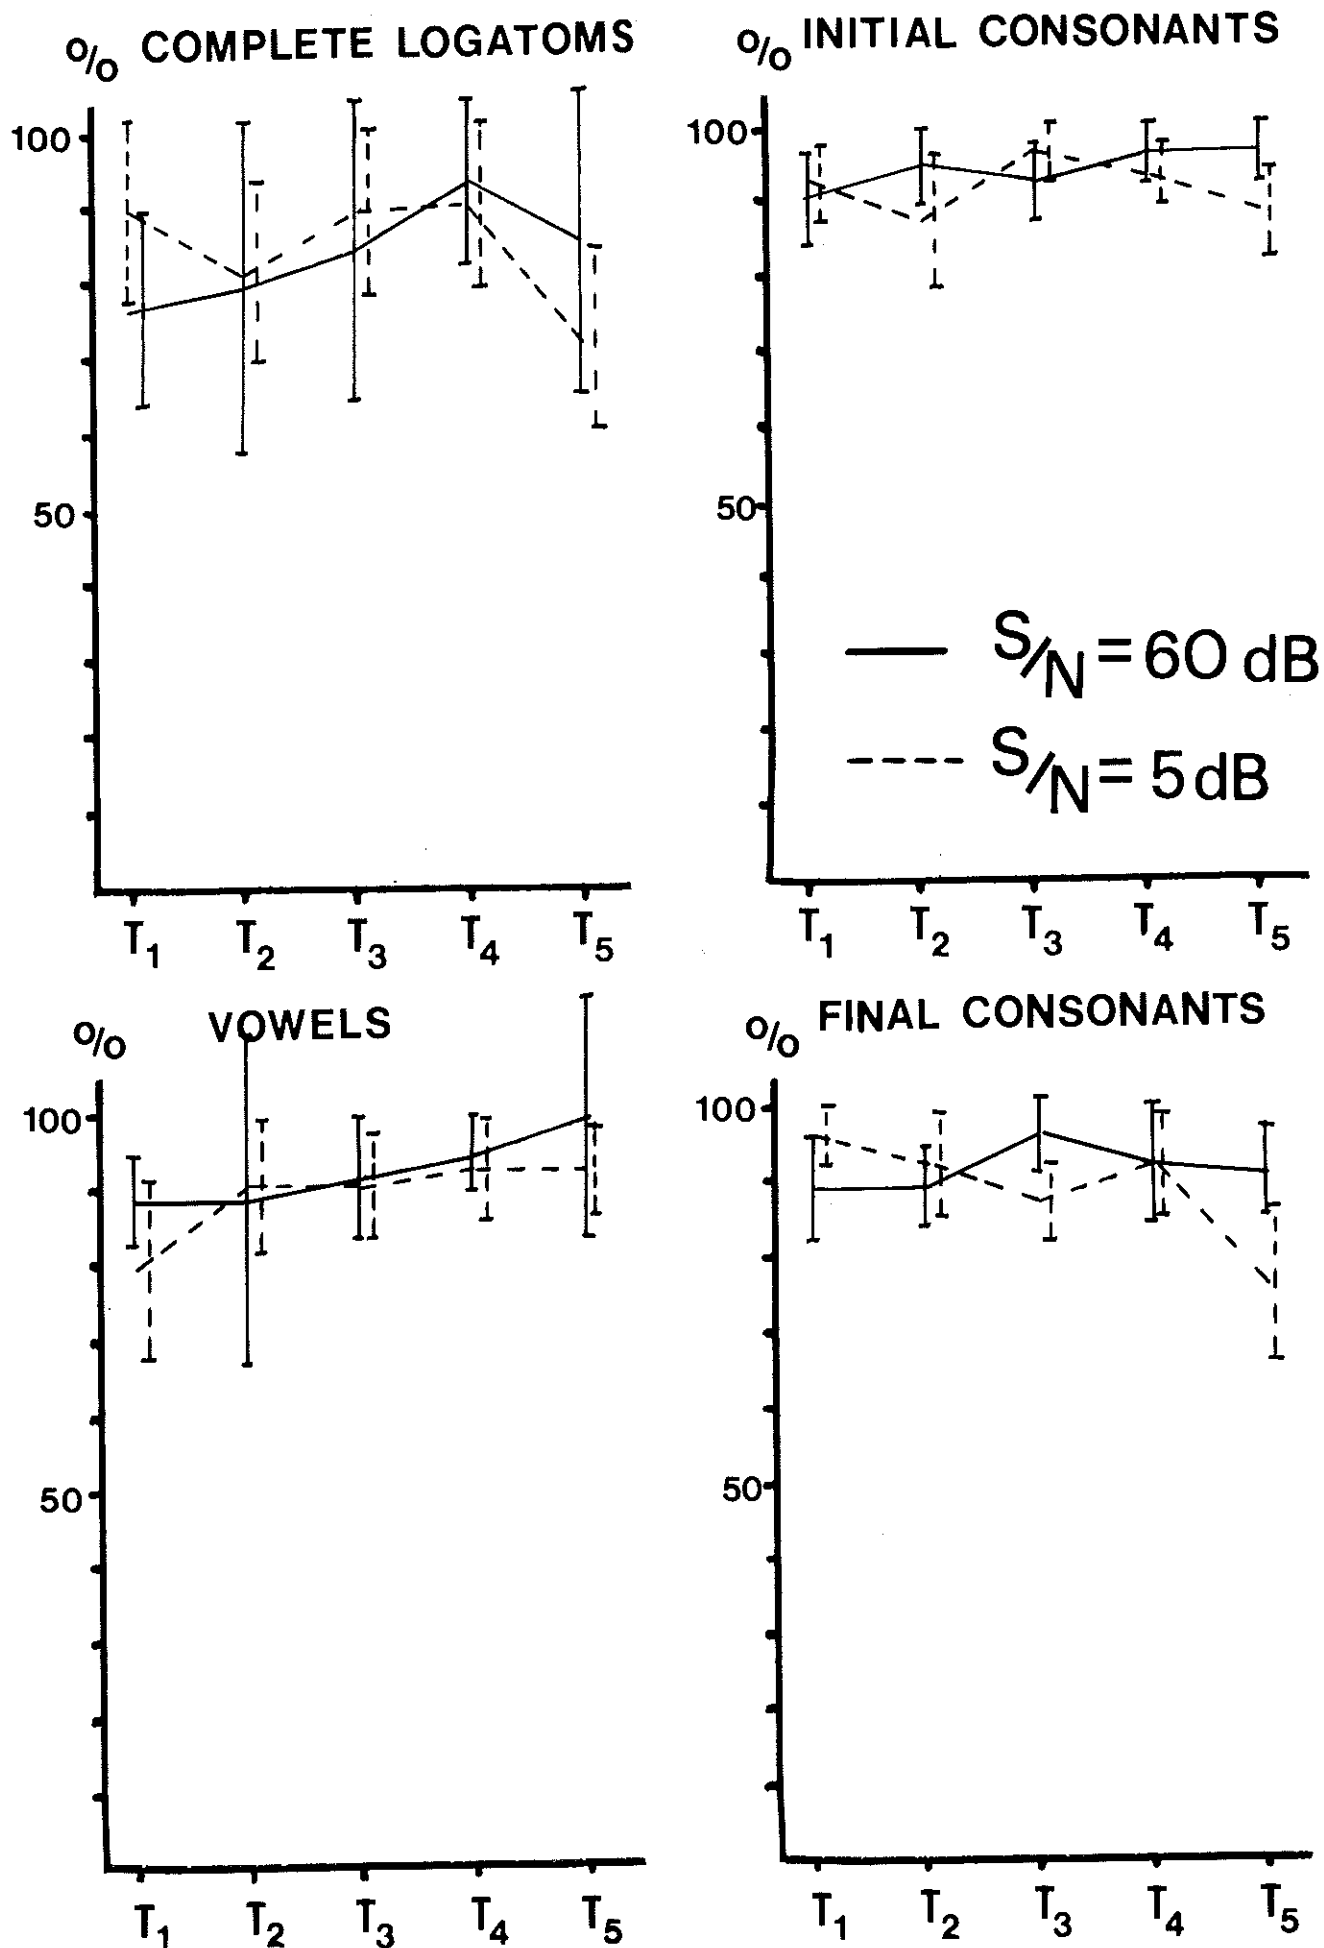 % COMPLETE LOGATOMS
100
50
T1 T2 T3 T4 T5
% INITIAL CONSONANTS
100
50
S/N = 60 dB
S/N = 5 dB
T1 T2 T3 T4 T5
% VOWELS
100
50
T1 T2 T3 T4 T5
% FINAL CONSONANTS
100
50
T1 T2 T3 T4 T5